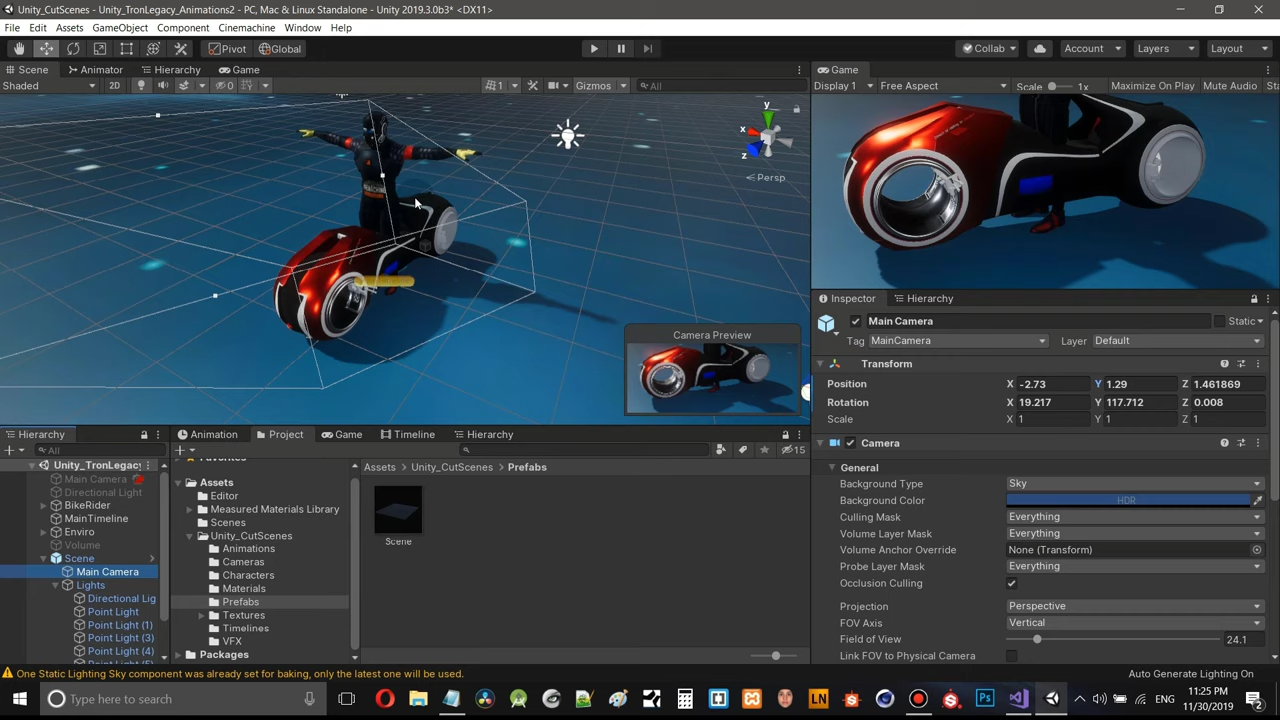 Unity_CutScenes - Unity_TronLegacy_Animations2 - PC, Mac & Linux Standalone - Unity 2019.3.0b3* <DX11>
File Edit Assets GameObject Component Cinemachine Window Help
Pivot Global Collab Account Layers Layout
Scene Animator Hierarchy Game
Shaded 2D 0 1 Gizmos All
y
x
z
Persp
Camera Preview
Game
Display 1 Free Aspect Scale 1x Maximize On Play Mute Audio Sta
Inspector Hierarchy
Main Camera Static
Tag MainCamera Layer Default
Transform
Position X -2.73 Y 1.29 Z 1.461869
Rotation X 19.217 Y 117.712 Z 0.008
Scale X 1 Y 1 Z 1
Camera
General
Background Type Sky
Background Color HDR
Culling Mask Everything
Volume Layer Mask Everything
Volume Anchor Override None (Transform)
Probe Layer Mask Everything
Occlusion Culling
Projection Perspective
FOV Axis Vertical
Field of View 24.1
Link FOV to Physical Camera
Hierarchy
All
Unity_TronLegacy
Main Camera
Directional Light
BikeRider
MainTimeline
Enviro
Volume
Scene
Main Camera
Lights
Directional Lig
Point Light
Point Light (1)
Point Light (3)
Point Light (4)
Animation Project Game Timeline Hierarchy
15
Favorites
Assets
Editor
Measured Materials Library
Scenes
Unity_CutScenes
Animations
Cameras
Characters
Materials
Prefabs
Textures
Timelines
VFX
Packages
Assets > Unity_CutScenes > Prefabs
Scene
One Static Lighting Sky component was already set for baking, only the latest one will be used.
Auto Generate Lighting On
Type here to search
LN
Ps
ENG
11:25 PM
11/30/2019
2